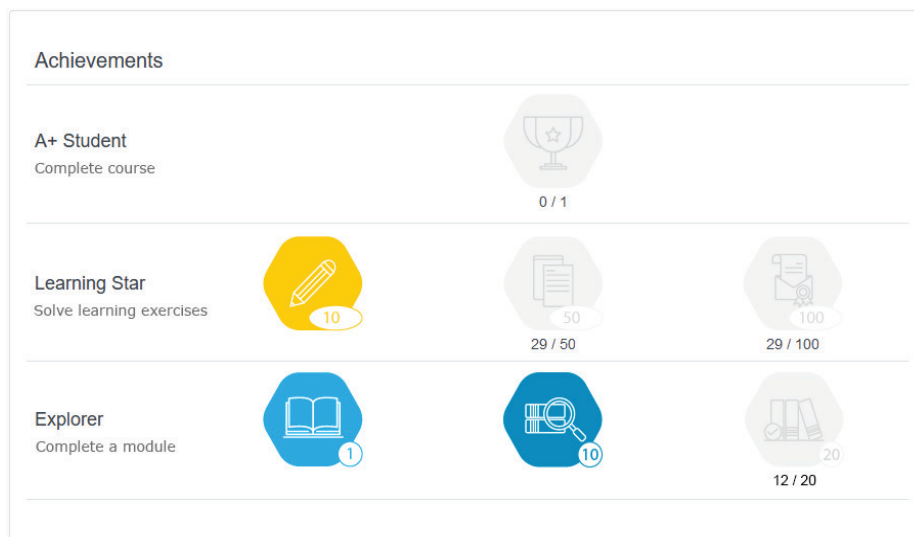 Achievements
A+ Student
Complete course
0 / 1
Learning Star
Solve learning exercises
10
50
100
29 / 50
29 / 100
Explorer
Complete a module
1
10
20
12 / 20